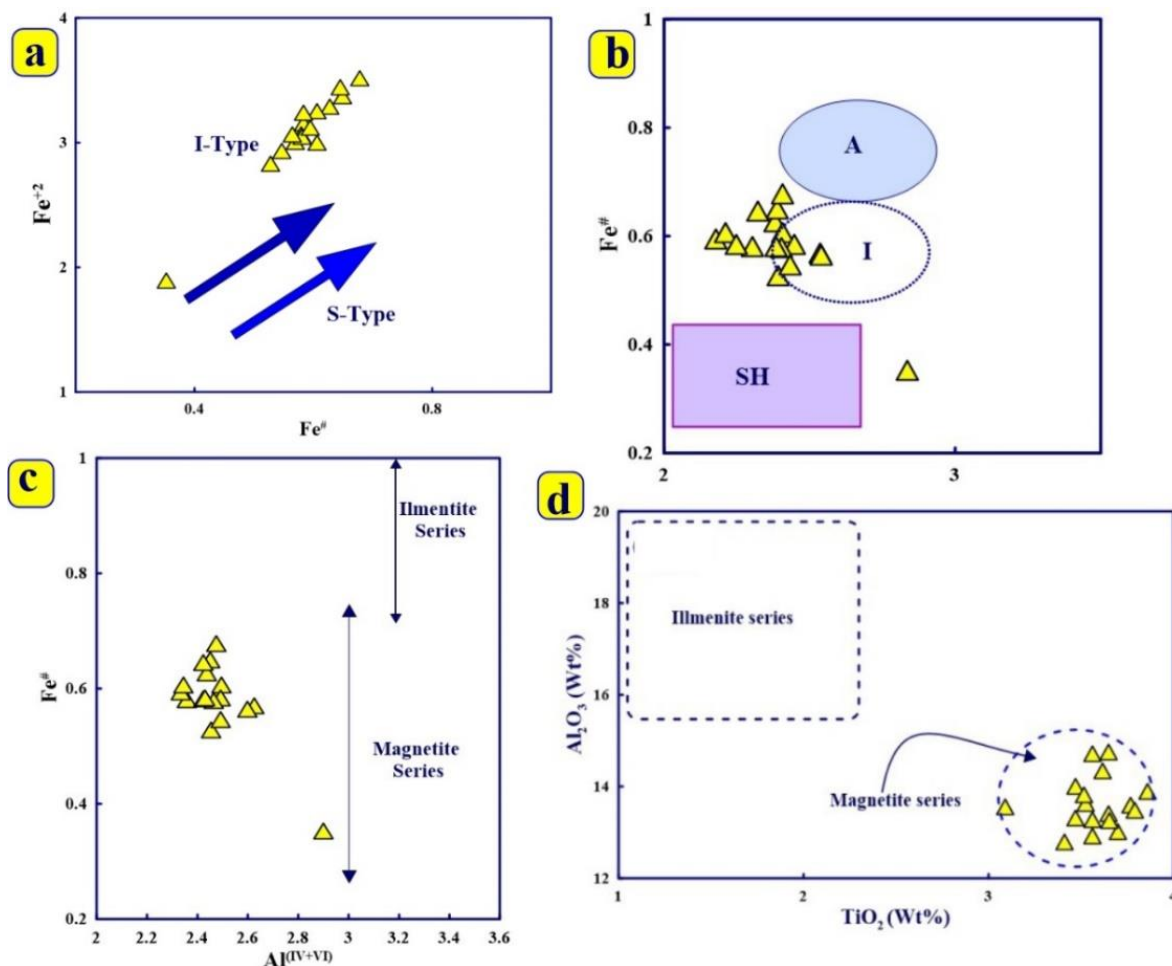 a
4
3
2
1
Fe⁺²
I-Type
S-Type
0.4
0.8
Fe#
b
1
0.8
0.6
0.4
0.2
Fe#
A
I
SH
2
3
c
1
0.8
0.6
0.4
0.2
Fe#
Ilmentite
Series
Magnetite
Series
2
2.2
2.4
2.6
2.8
3
3.2
3.4
3.6
Al(IV+VI)
d
20
18
16
14
12
Al₂O₃ (Wt%)
Illmenite series
Magnetite series
1
2
3
4
TiO₂ (Wt%)